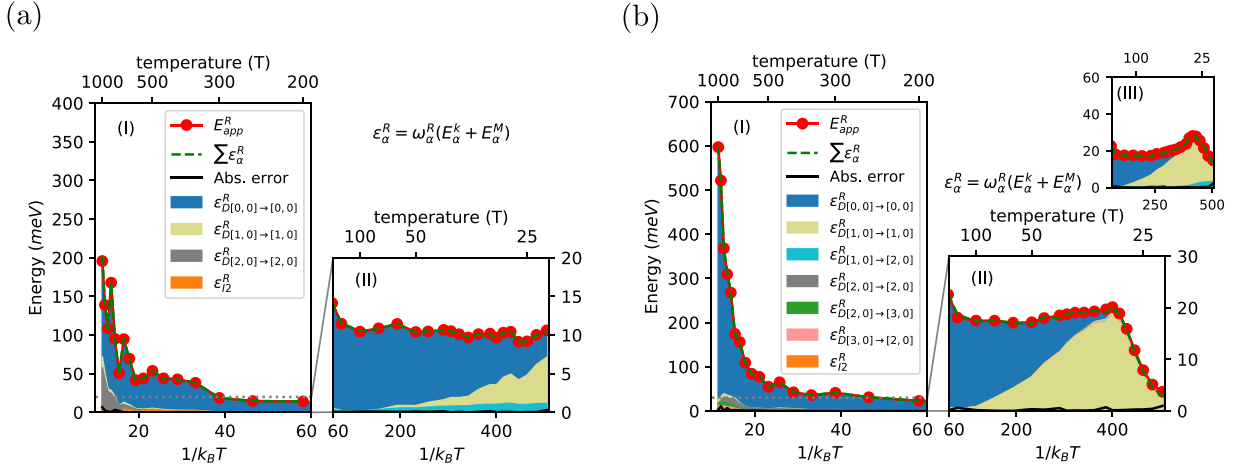 (a)
temperature (T)
1000 500 300 200
400
350
300
250
200
150
100
50
0
Energy (meV)
(I)
E^R_app
∑ε^R_α
Abs. error
ε^R_D[0, 0]→[0, 0]
ε^R_D[1, 0]→[1, 0]
ε^R_D[2, 0]→[2, 0]
ε^R_I2
20 40 60
1/k_BT
ε^R_α = ω^R_α(E^k_α + E^M_α)
temperature (T)
100 50 25
(II)
20
15
10
5
0
60 200 400
1/k_BT
(b)
temperature (T)
1000 500 300 200
700
600
500
400
300
200
100
0
Energy (meV)
(I)
E^R_app
∑ε^R_α
Abs. error
ε^R_D[0, 0]→[0, 0]
ε^R_D[1, 0]→[1, 0]
ε^R_D[1, 0]→[2, 0]
ε^R_D[2, 0]→[2, 0]
ε^R_D[2, 0]→[3, 0]
ε^R_D[3, 0]→[2, 0]
ε^R_I2
20 40 60
1/k_BT
100 25
60
40
20
0
(III)
250 500
ε^R_α = ω^R_α(E^k_α + E^M_α)
temperature (T)
100 50 25
(II)
30
20
10
0
60 200 400
1/k_BT